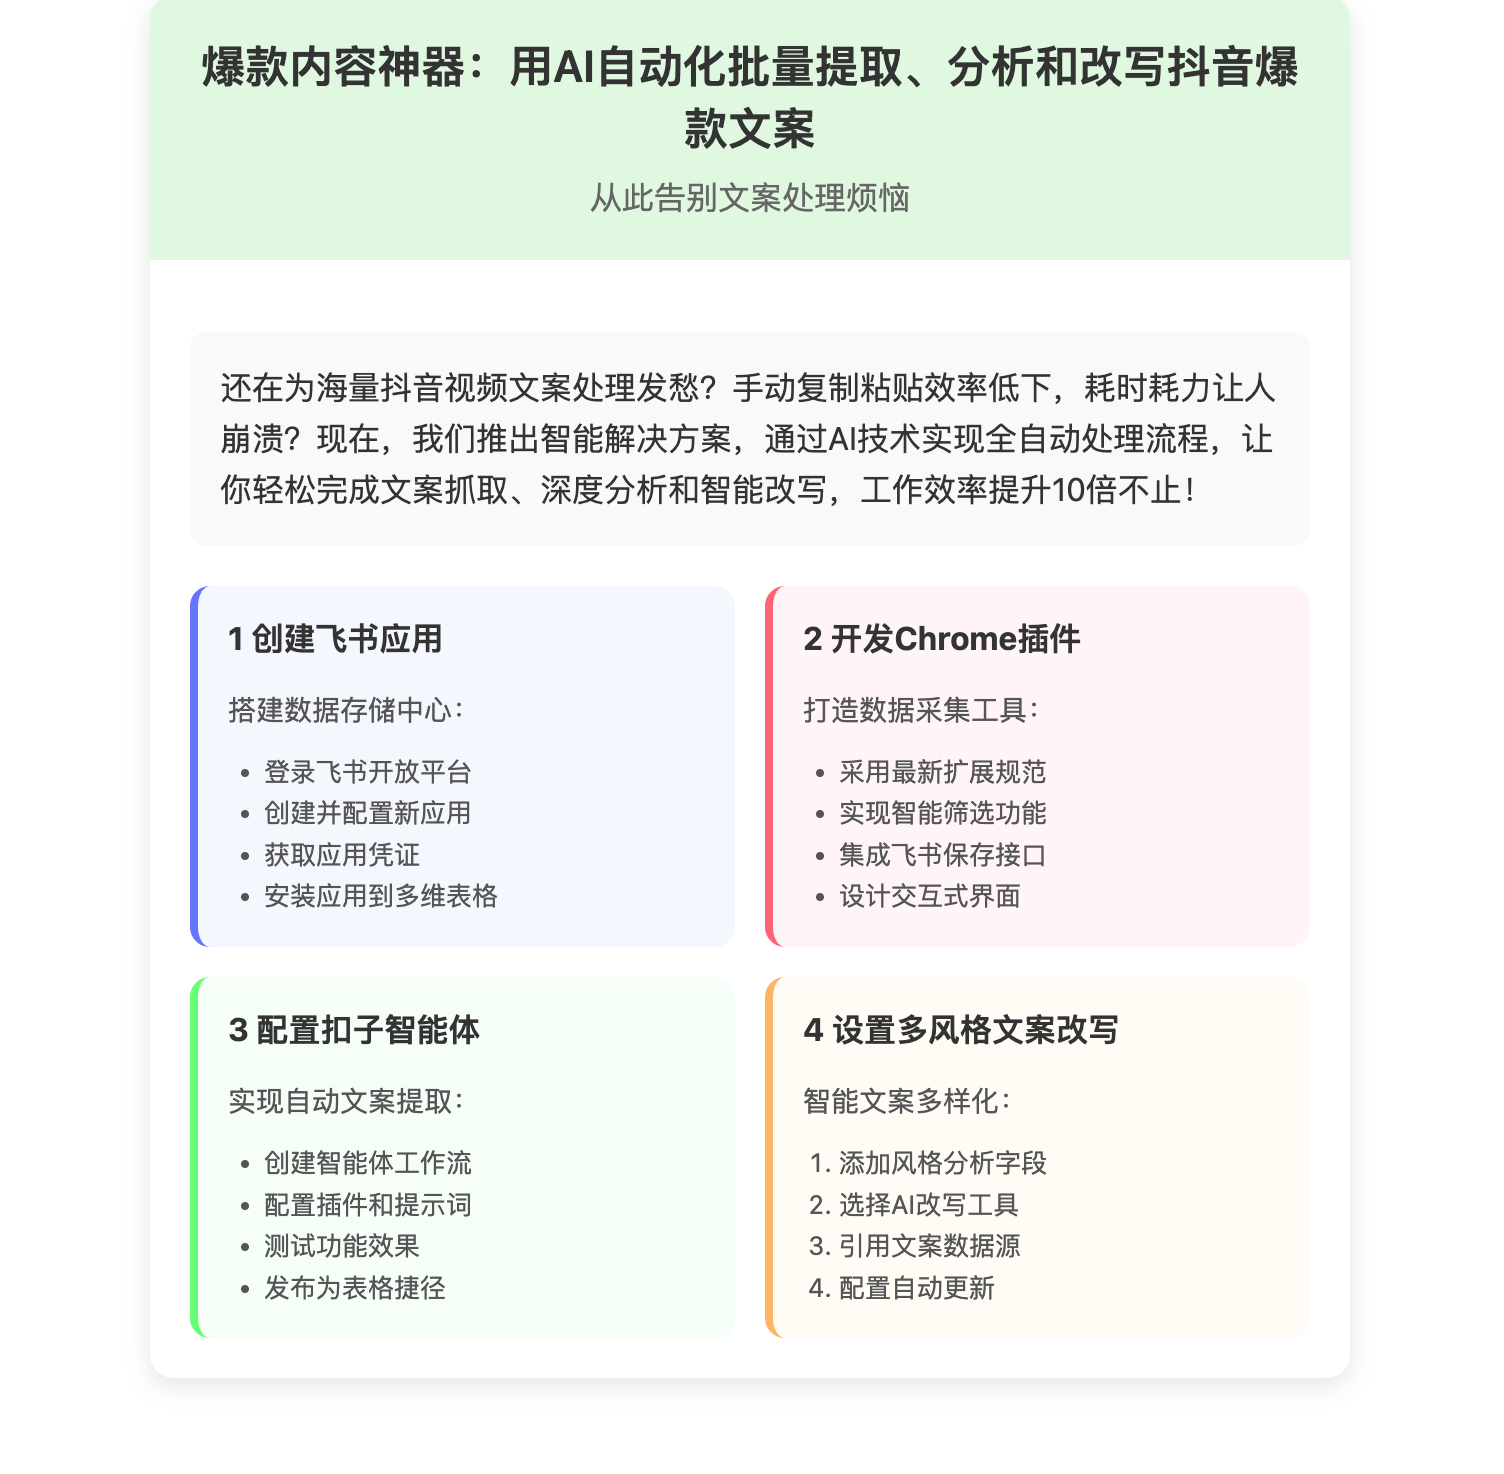 爆款内容神器：用AI自动化批量提取、分析和改写抖音爆
款文案
从此告别文案处理烦恼
还在为海量抖音视频文案处理发愁？手动复制粘贴效率低下，耗时耗力让人
崩溃？现在，我们推出智能解决方案，通过AI技术实现全自动处理流程，让
你轻松完成文案抓取、深度分析和智能改写，工作效率提升10倍不止！
1 创建飞书应用
搭建数据存储中心：
• 登录飞书开放平台
• 创建并配置新应用
• 获取应用凭证
• 安装应用到多维表格
2 开发Chrome插件
打造数据采集工具：
• 采用最新扩展规范
• 实现智能筛选功能
• 集成飞书保存接口
• 设计交互式界面
3 配置扣子智能体
实现自动文案提取：
• 创建智能体工作流
• 配置插件和提示词
• 测试功能效果
• 发布为表格捷径
4 设置多风格文案改写
智能文案多样化：
1. 添加风格分析字段
2. 选择AI改写工具
3. 引用文案数据源
4. 配置自动更新